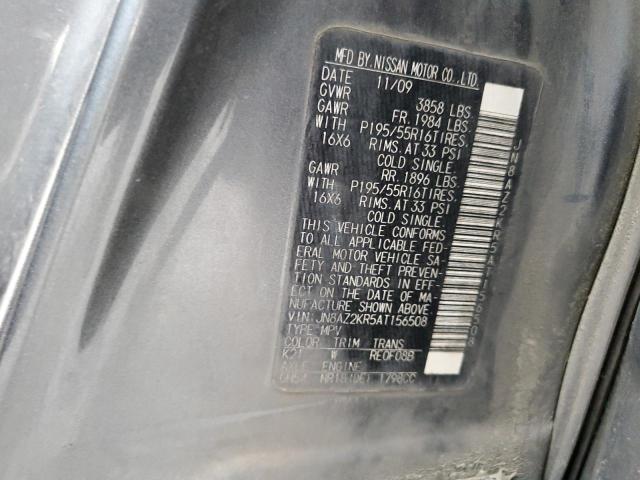 MFD BY NISSAN MOTOR CO., LTD.
DATE 11/09
GVWR 3858 LBS.
GAWR FR. 1984 LBS.
WITH P195/55R16TIRES.
16X6 RIMS. AT 33 PSI
COLD SINGLE.
GAWR RR. 1896 LBS.
WITH P195/55R16TIRES.
16X6 RIMS. AT 33 PSI
COLD SINGLE.
THIS VEHICLE CONFORMS
TO ALL APPLICABLE FED-
ERAL MOTOR VEHICLE SA-
FETY AND THEFT PREVEN-
TION STANDARDS IN EFF-
ECT ON THE DATE OF MA-
NUFACTURE SHOWN ABOVE.
VIN: JN8AZ2KR5AT156508
TYPE: MPV
COLOR TRIM TRANS
K21 W RE0F08B
AXLE ENGINE
MR18(DE) 1798CC
JN8AZ2KR5AT156508